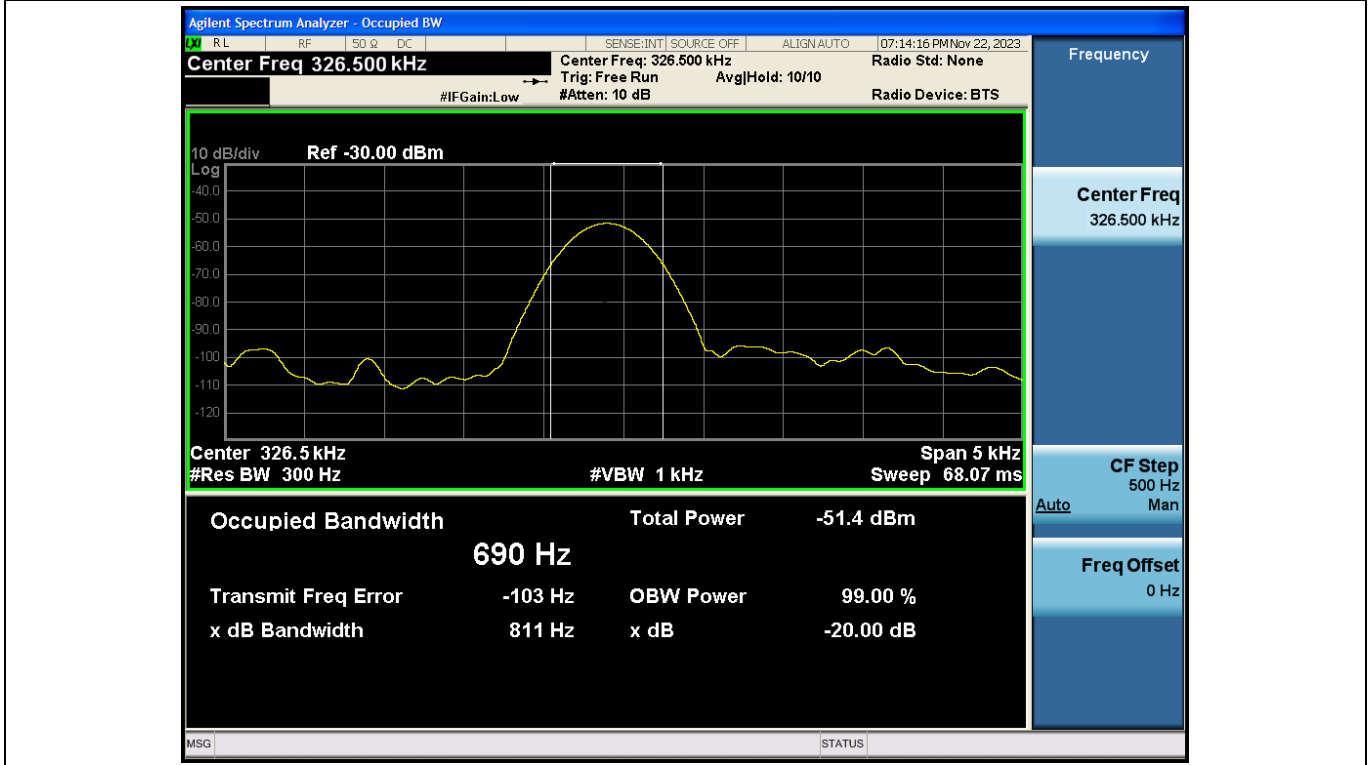 Agilent Spectrum Analyzer - Occupied BW
LXI RL RF 50 Ω DC SENSE:INT SOURCE OFF ALIGN AUTO 07:14:16 PM Nov 22, 2023
Center Freq 326.500 kHz
Center Freq: 326.500 kHz
Radio Std: None
Trig: Free Run
Avg|Hold: 10/10
#IFGain:Low
#Atten: 10 dB
Radio Device: BTS
10 dB/div
Ref -30.00 dBm
Log
-40.0
-50.0
-60.0
-70.0
-80.0
-90.0
-100
-110
-120
Center 326.5 kHz
Span 5 kHz
#Res BW 300 Hz
#VBW 1 kHz
Sweep 68.07 ms
Occupied Bandwidth
690 Hz
Total Power -51.4 dBm
Transmit Freq Error -103 Hz
OBW Power 99.00 %
x dB Bandwidth 811 Hz
x dB -20.00 dB
Frequency
Center Freq
326.500 kHz
CF Step
500 Hz
Auto Man
Freq Offset
0 Hz
MSG
STATUS